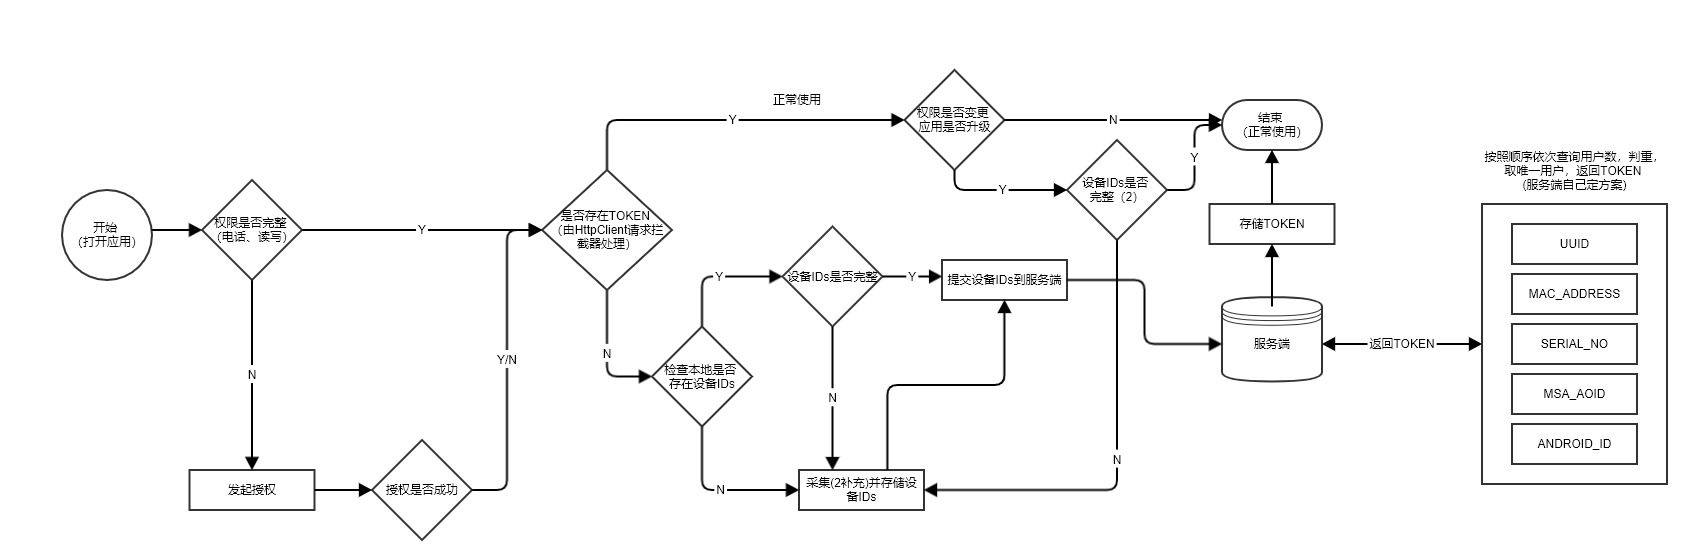 开始
(打开应用)
权限是否完整
(电话、读写)
Y
N
发起授权
授权是否成功
Y/N
是否存在TOKEN
(由HttpClient请求拦
截器处理)
Y
正常使用
N
检查本地是否
存在设备IDs
Y
N
设备IDs是否完整
Y
N
采集(2补充)并存储设
备IDs
提交设备IDs到服务端
权限是否变更
应用是否升级
N
Y
设备IDs是否
完整（2）
Y
N
结束
(正常使用)
存储TOKEN
服务端
返回TOKEN
按照顺序依次查询用户数，判重，
取唯一用户，返回TOKEN
(服务端自己定方案)
UUID
MAC_ADDRESS
SERIAL_NO
MSA_AOID
ANDROID_ID